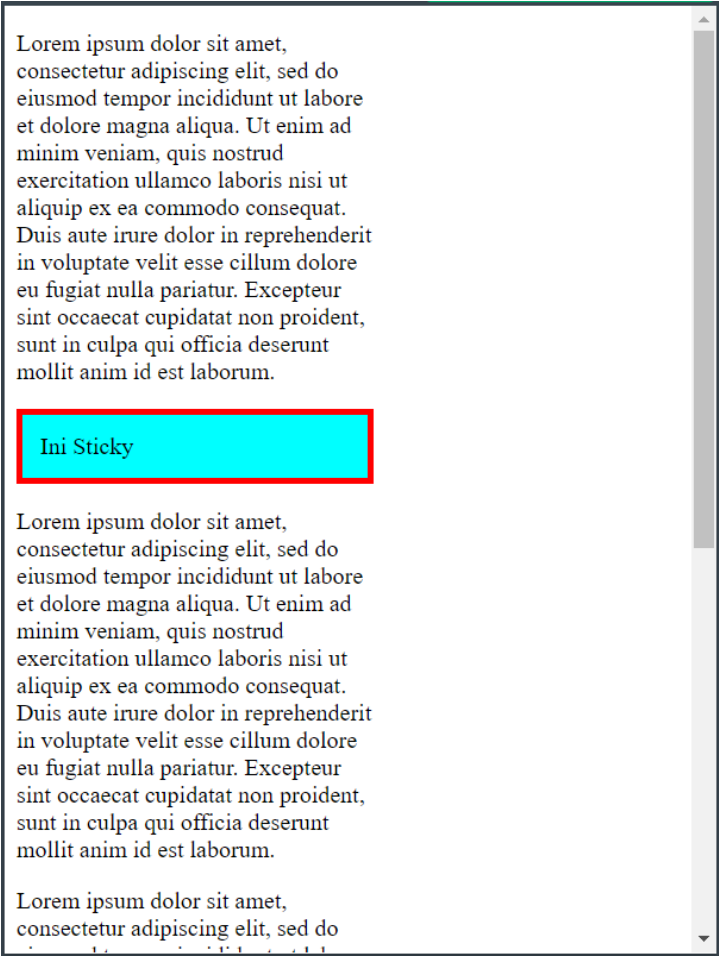 Lorem ipsum dolor sit amet,
consectetur adipiscing elit, sed do
eiusmod tempor incididunt ut labore
et dolore magna aliqua. Ut enim ad
minim veniam, quis nostrud
exercitation ullamco laboris nisi ut
aliquip ex ea commodo consequat.
Duis aute irure dolor in reprehenderit
in voluptate velit esse cillum dolore
eu fugiat nulla pariatur. Excepteur
sint occaecat cupidatat non proident,
sunt in culpa qui officia deserunt
mollit anim id est laborum.
Ini Sticky
Lorem ipsum dolor sit amet,
consectetur adipiscing elit, sed do
eiusmod tempor incididunt ut labore
et dolore magna aliqua. Ut enim ad
minim veniam, quis nostrud
exercitation ullamco laboris nisi ut
aliquip ex ea commodo consequat.
Duis aute irure dolor in reprehenderit
in voluptate velit esse cillum dolore
eu fugiat nulla pariatur. Excepteur
sint occaecat cupidatat non proident,
sunt in culpa qui officia deserunt
mollit anim id est laborum.
Lorem ipsum dolor sit amet,
consectetur adipiscing elit, sed do